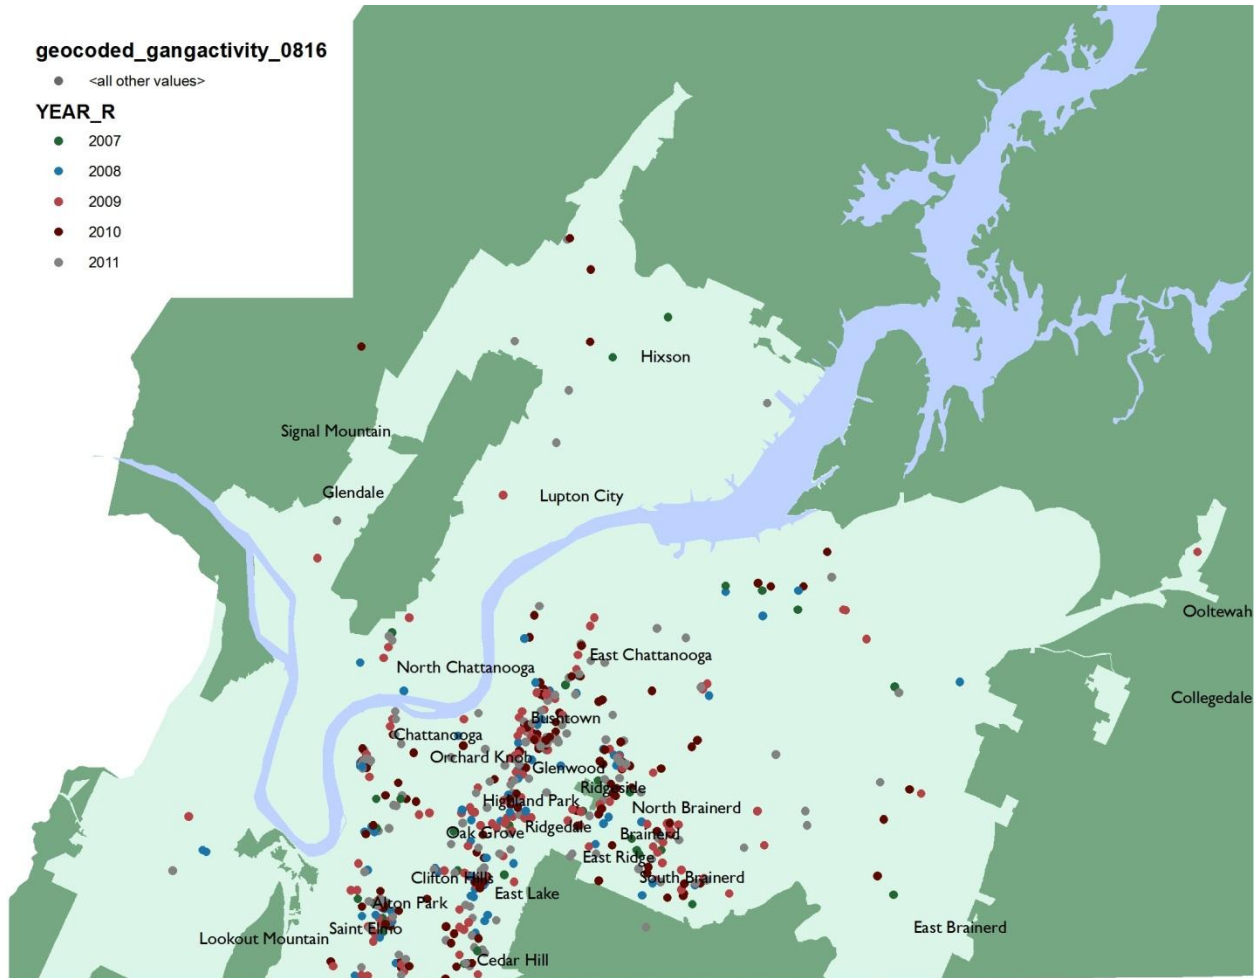 geocoded_gangactivity_0816
<all other values>
YEAR_R
2007
2008
2009
2010
2011
Hixson
Signal Mountain
Glendale
Lupton City
Ooltewah
East Chattanooga
North Chattanooga
Collegedale
Bushtown
Chattanooga
Orchard Knob
Glenwood
Ridgeside
Highland Park
North Brainerd
Ridgedale
Oak Grove
Brainerd
East Ridge
Clifton Hills
South Brainerd
East Lake
Alton Park
Saint Elmo
East Brainerd
Lookout Mountain
Cedar Hill